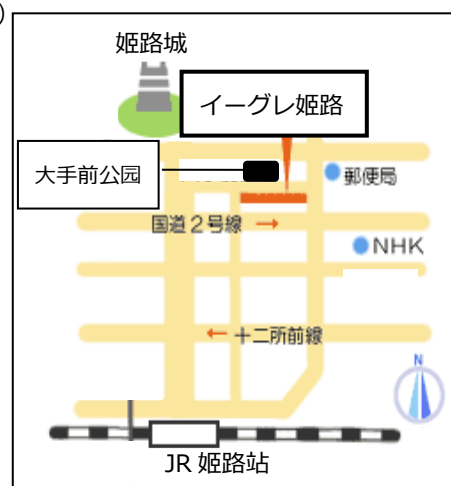 )
姫路城
イーグレ姫路
大手前公園
郵便局
国道２号線 →
NHK
← 十二所前線
N
JR 姫路站